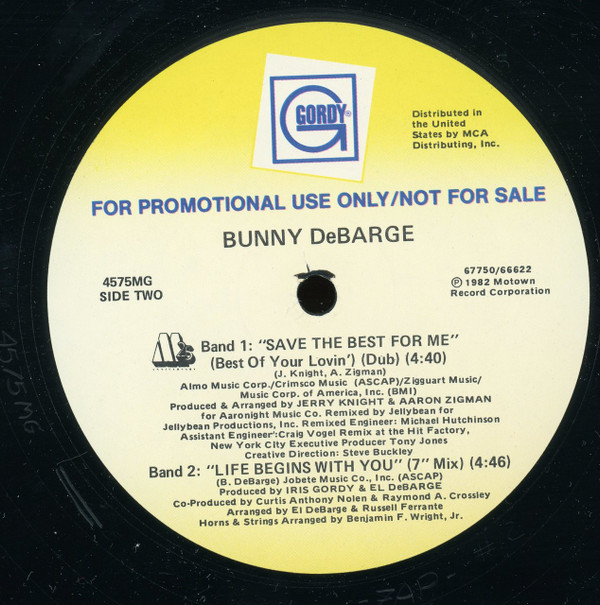 GORDY®
Distributed in
the United
States by MCA
Distributing, Inc.
FOR PROMOTIONAL USE ONLY/NOT FOR SALE
BUNNY DeBARGE
4575MG
SIDE TWO
67750/66622
℗ 1982 Motown
Record Corporation
Band 1: "SAVE THE BEST FOR ME"
(Best Of Your Lovin') (Dub) (4:40)
(J. Knight, A. Zigman)
Almo Music Corp./Crimsco Music (ASCAP)/Zigguart Music/
Music Corp. of America, Inc. (BMI)
Produced & Arranged by JERRY KNIGHT & AARON ZIGMAN
for Aaronight Music Co. Remixed by Jellybean for
Jellybean Productions, Inc. Remixed Engineer: Michael Hutchinson
Assistant Engineer':Craig Vogel Remix at the Hit Factory,
New York City Executive Producer Tony Jones
Creative Direction: Steve Buckley
Band 2: "LIFE BEGINS WITH YOU" (7" Mix) (4:46)
(B. DeBarge) Jobete Music Co., Inc. (ASCAP)
Produced by IRIS GORDY & EL DeBARGE
Co-Produced by Curtis Anthony Nolen & Raymond A. Crossley
Arranged by El DeBarge & Russell Ferrante
Horns & Strings Arranged by Benjamin F. Wright, Jr.
4575MG